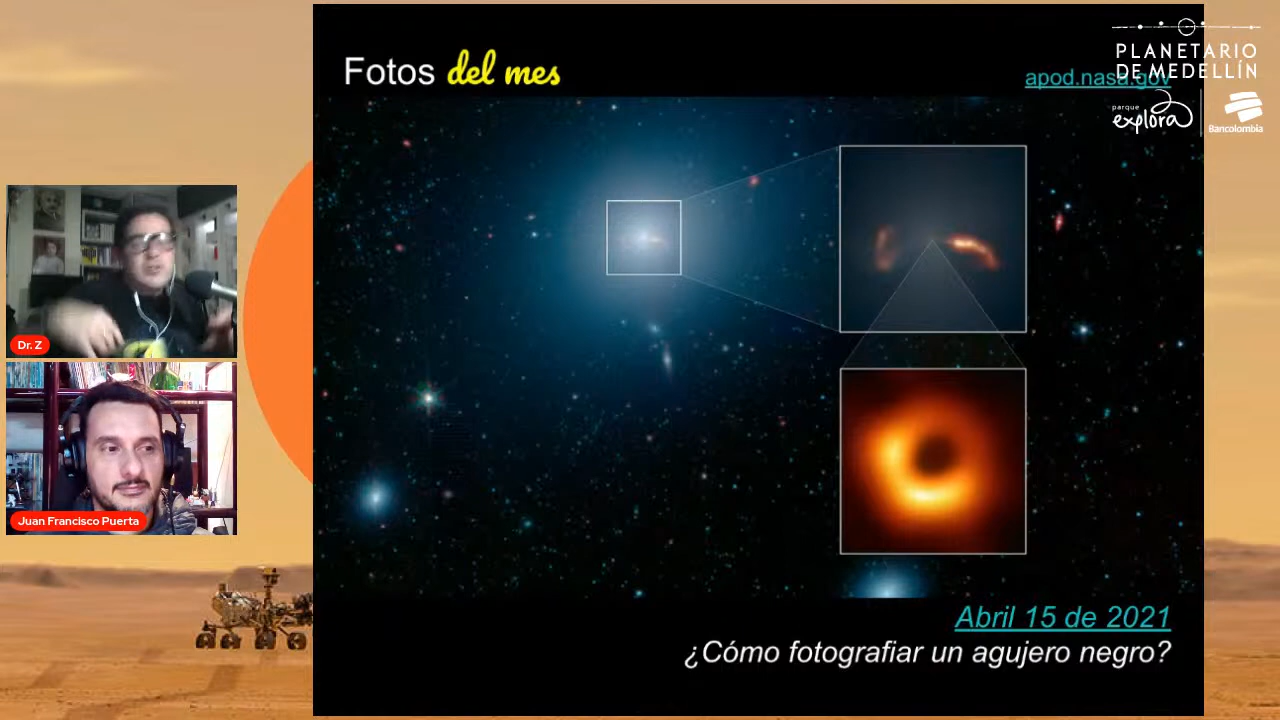 Fotos del mes
apod.nasa.gov
PLANETARIO
DE MEDELLÍN
parque
explora
Bancolombia
Dr. Z
Juan Francisco Puerta
Abril 15 de 2021
¿Cómo fotografiar un agujero negro?